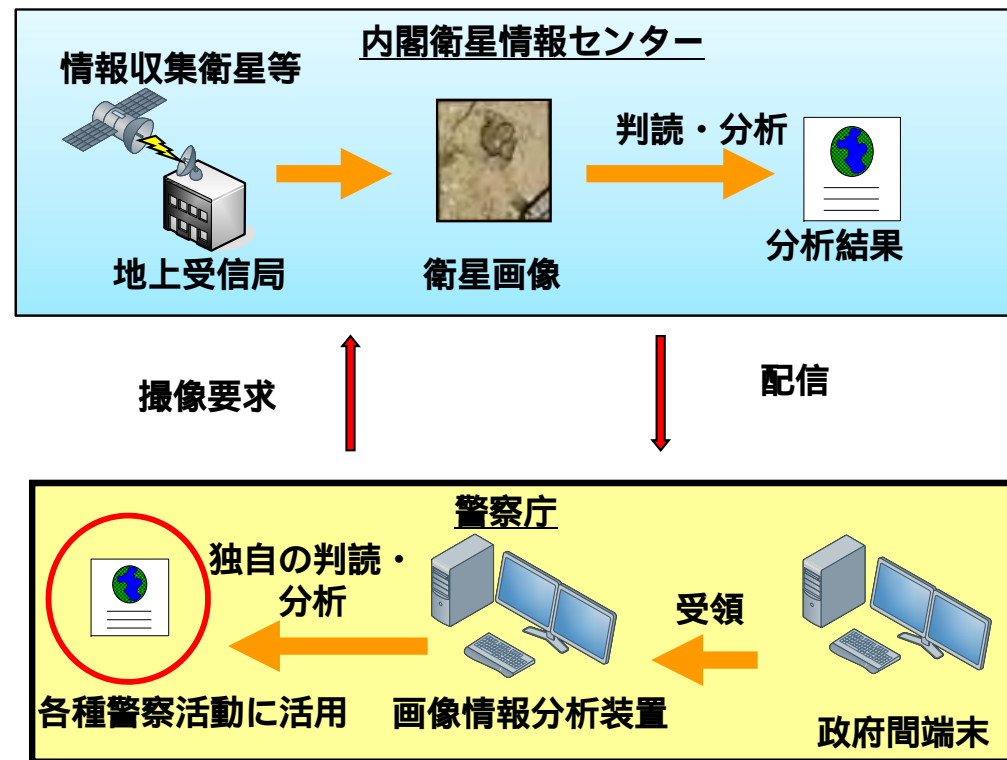 内閣衛星情報センター
情報収集衛星等
判読・分析
地上受信局
衛星画像
分析結果
撮像要求
配信
警察庁
独自の判読・
分析
受領
各種警察活動に活用
画像情報分析装置
政府間端末